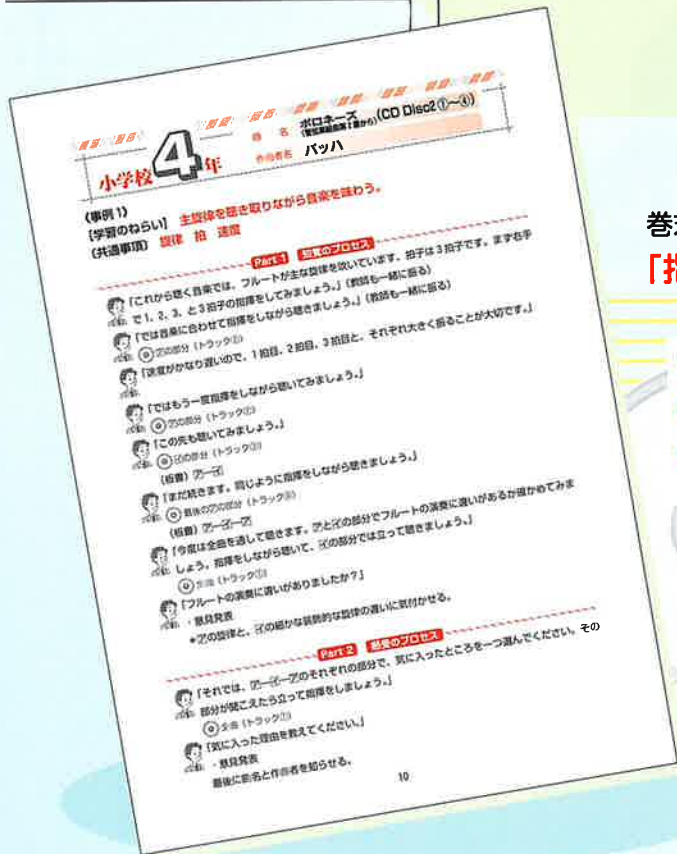 小学校4年
曲 名 ポロネーズ(CD Disc2①〜④)
(管弦楽組曲第2番から)
作曲者名 バッハ
〈事例1〉
[学習のねらい] 主旋律を聴き取りながら音楽を味わう。
〔共通事項〕 旋律 拍 速度
Part 1 知覚のプロセス
「これから聴く音楽では、フルートが主な旋律を吹いています。拍子は3拍子です。まず右手
で1、2、3、と3拍子の指揮をしてみましょう。」(教師も一緒に振る)
「では音楽に合わせて指揮をしながら聴きましょう。」(教師も一緒に振る)
㋐の部分(トラック②)
「速度がかなり遅いので、1拍目、2拍目、3拍目と、それぞれ大きく振ることが大切です。」
「ではもう一度指揮をしながら聴いてみましょう。」
㋐の部分(トラック②)
「この先も聴いてみましょう。」
㋑の部分(トラック③)
(板書)㋐ー㋑
「まだ続きます。同じように指揮をしながら聴きましょう。」
最後の㋐の部分(トラック④)
(板書)㋐ー㋑ー㋐
「今度は全曲を通して聴きます。㋐と㋑の部分でフルートの演奏に違いがあるか確かめてみま
しょう。指揮をしながら聴いて、㋑の部分では立って聴きましょう。」
全曲(トラック①)
「フルートの演奏に違いがありましたか?」
・意見発表
*㋐の旋律と、㋑の細かな装飾的な旋律の違いに気付かせる。
Part 2 感受のプロセス
「それでは、㋐ー㋑ー㋐のそれぞれの部分で、気に入ったところを一つ選んでください。その
部分が聞こえたら立って指揮をしましょう。」
全曲(トラック①)
「気に入った理由を教えてください。」
・意見発表
最後に曲名と作曲者を知らせる。
10
巻
「指